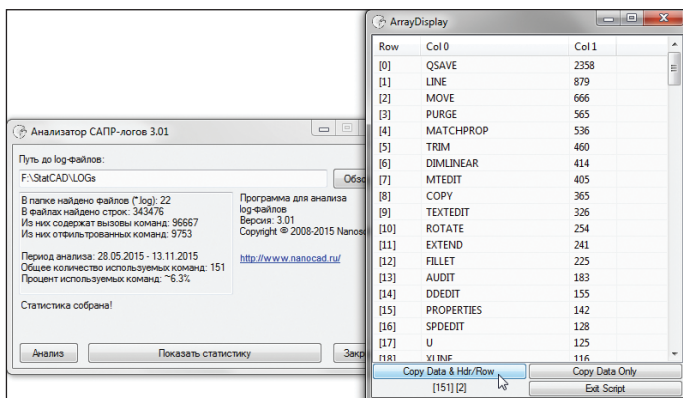 Анализатор САПР-логов 3.01
Путь до log-файлов:
F:\StatCAD\LOGs
В папке найдено файлов (*.log): 22
В файлах найдено строк: 343476
Из них содержат вызовы команд: 96667
Из них отфильтрованных команд: 9753
Период анализа: 28.05.2015 - 13.11.2015
Общее количество используемых команд: 151
Процент используемых команд: ~6.3%
Статистика собрана!
Программа для анализа
log-файлов
Версия: 3.01
Copyright © 2008-2015
http://www.nanocad.ru/
Анализ
Показать статистику
ArrayDisplay
Row Col 0 Col 1
[0] QSAVE 2358
[1] LINE 879
[2] MOVE 666
[3] PURGE 565
[4] MATCHPROP 536
[5] TRIM 460
[6] DIMLINEAR 414
[7] MTEDIT 405
[8] COPY 365
[9] TEXTEDIT 326
[10] ROTATE 254
[11] EXTEND 241
[12] FILLET 225
[13] AUDIT 183
[14] DDEDIT 155
[15] PROPERTIES 142
[16] SPDEDIT 128
[17] U 125
[18] XLINE 116
Copy Data & Hdr/Row
Copy Data Only
[151] [2]
Exit Script